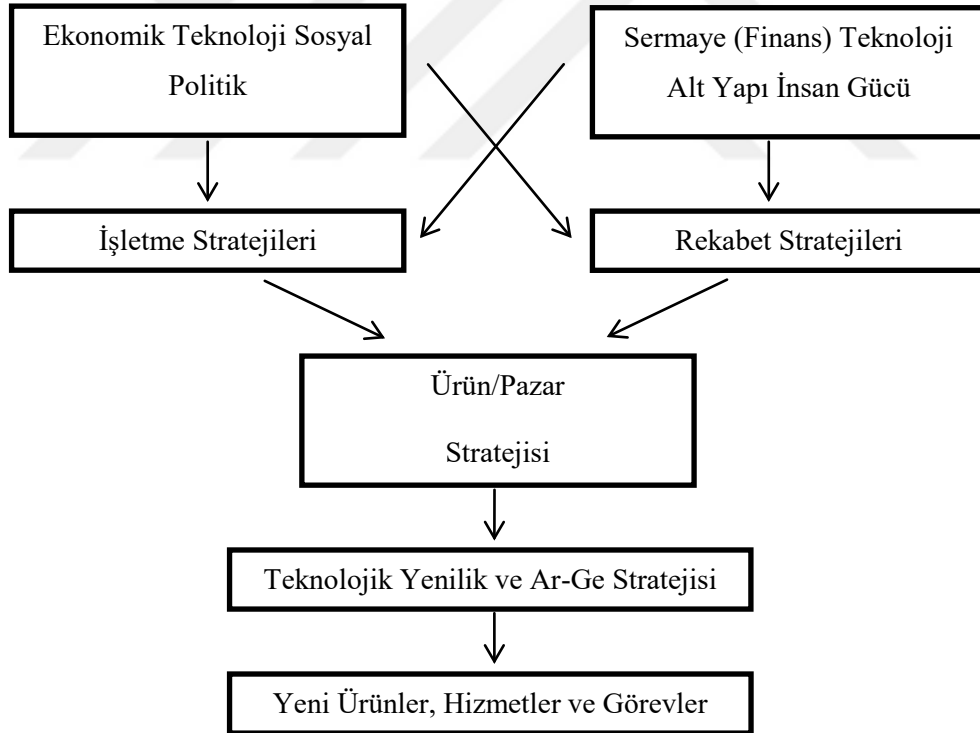 Ekonomik Teknoloji Sosyal
Politik
Sermaye (Finans) Teknoloji
Alt Yapı İnsan Gücü
İşletme Stratejileri
Rekabet Stratejileri
Ürün/Pazar
Stratejisi
Teknolojik Yenilik ve Ar-Ge Stratejisi
Yeni Ürünler, Hizmetler ve Görevler